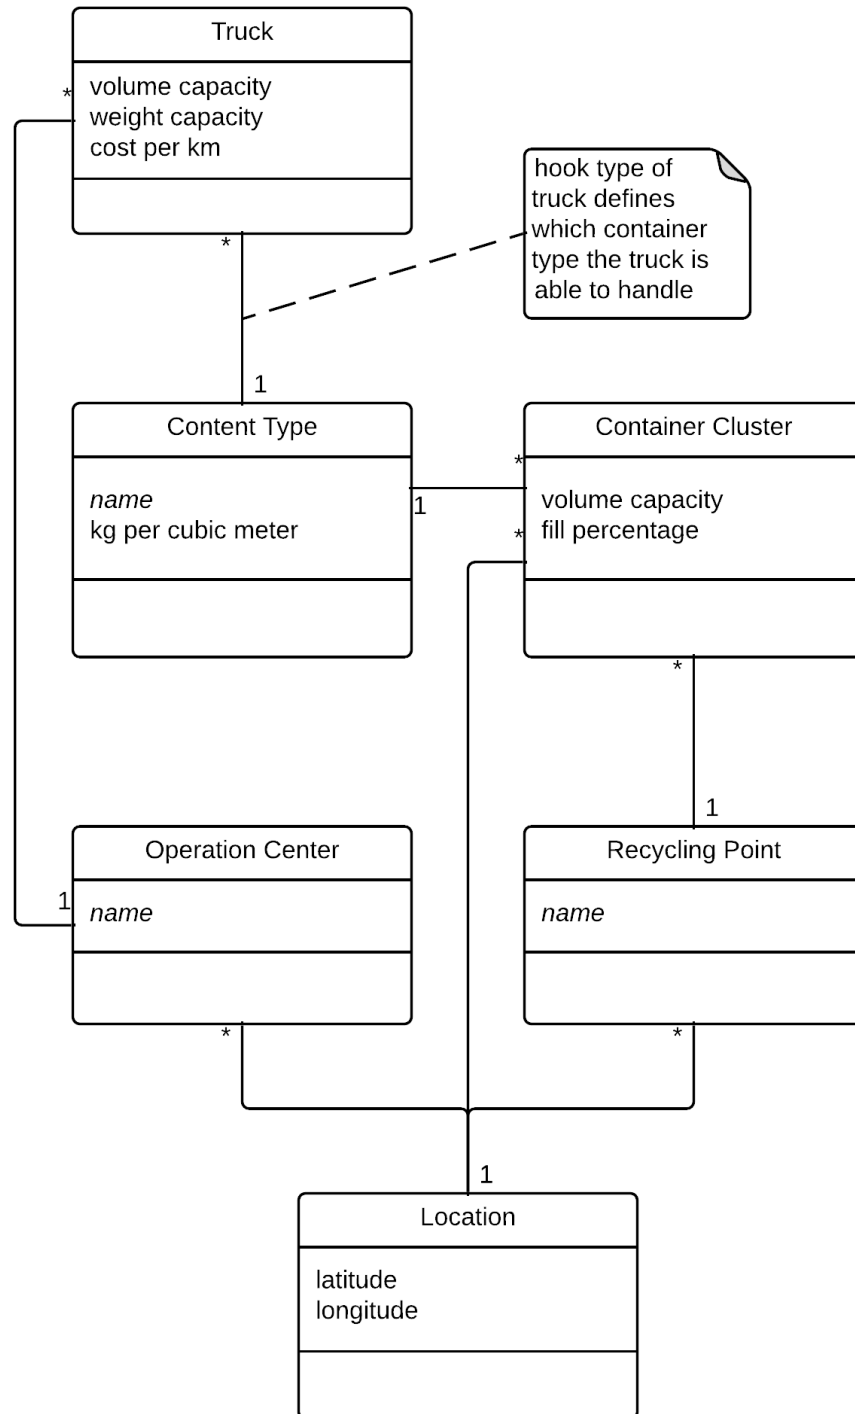 Truck
*
volume capacity
weight capacity
cost per km
hook type of
truck defines
which container
type the truck is
able to handle
*
1
Content Type
Container Cluster
*
name
kg per cubic meter
1
volume capacity
fill percentage
*
*
1
Operation Center
Recycling Point
1
name
name
*
*
1
Location
latitude
longitude